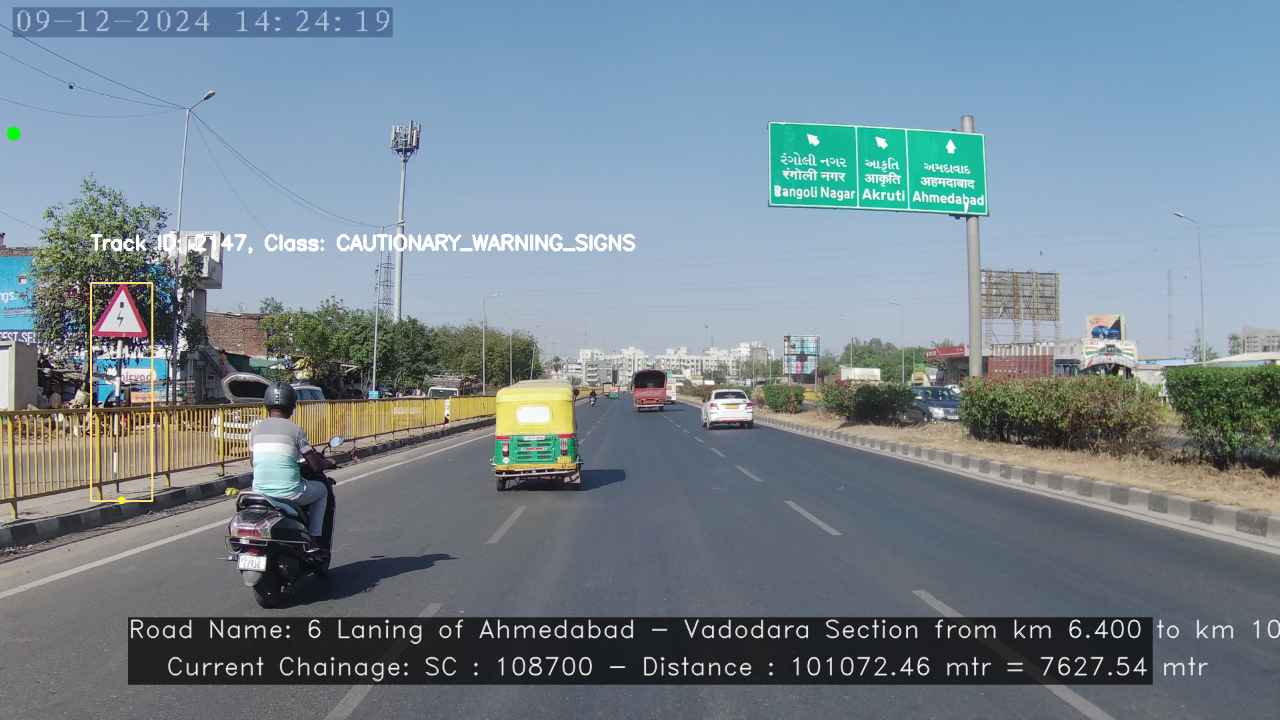 09-12-2024 14:24:19
રંગોલી નગર
रंगोली नगर
Rangoli Nagar
આકૃતિ
आकृति
Akruti
અમદાવાદ
अहमदाबाद
Ahmedabad
Track ID: 2147, Class: CAUTIONARY_WARNING_SIGNS
Road Name: 6 Laning of Ahmedabad - Vadodara Section from km 6.400 to km 10
Current Chainage: SC : 108700 - Distance : 101072.46 mtr = 7627.54 mtr